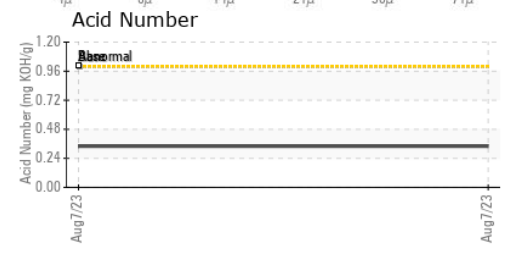 Acid Number
Acid Number (mg KOH/g)
1.20
Abnormal
0.96
0.72
0.48
0.24
0.00
Aug7/23
Aug7/23